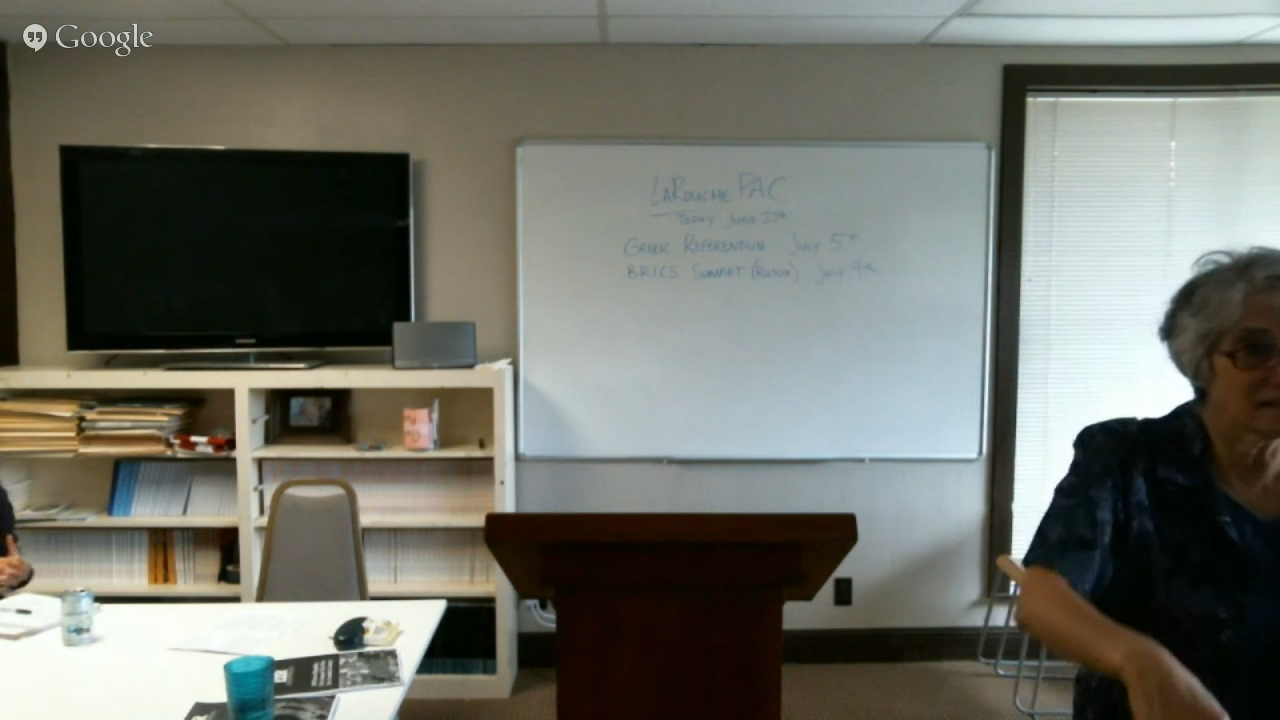 Google
LAROUCHE PAC
TODAY JUNE 27th
GREEK REFERENDUM JULY 5th
BRICS SUMMIT (RUSSIA) JULY 9th